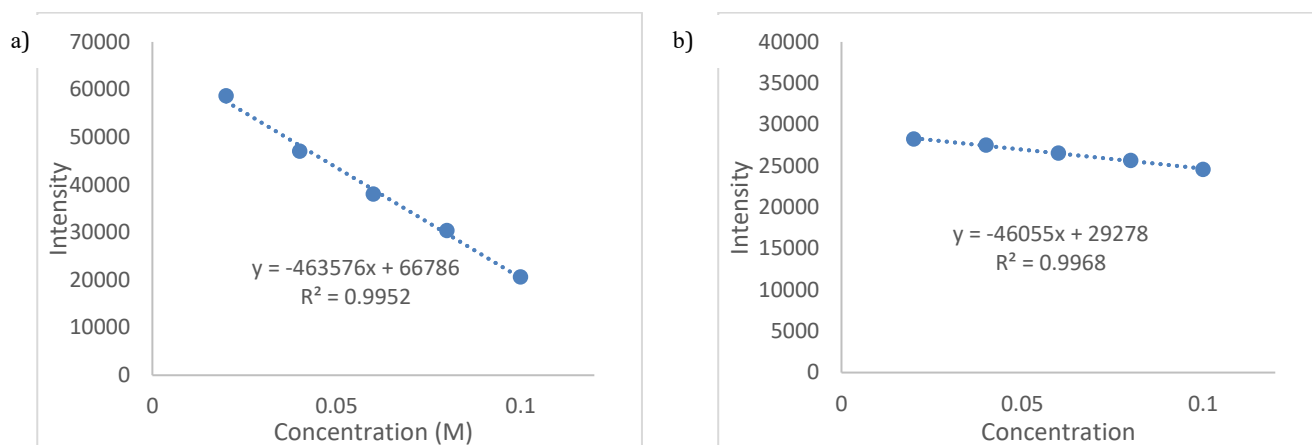 a)
70000
60000
50000
40000
30000
20000
10000
0
Intensity
y = -463576x + 66786
R² = 0.9952
0 0.05 0.1
Concentration (M)
b)
40000
35000
30000
25000
20000
15000
10000
5000
0
Intensity
y = -46055x + 29278
R² = 0.9968
0 0.05 0.1
Concentration